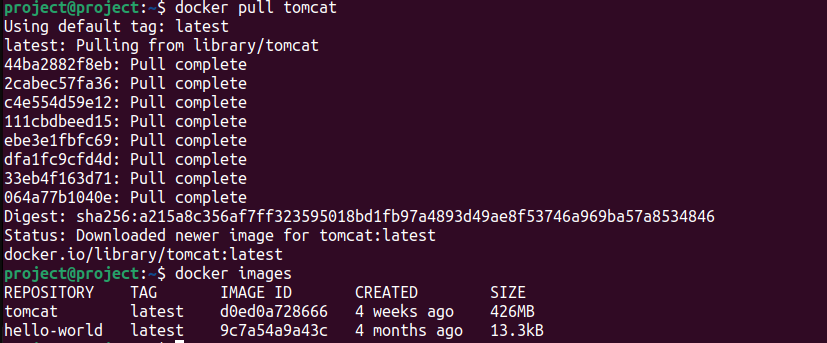 project@project:~$ docker pull tomcat
Using default tag: latest
latest: Pulling from library/tomcat
44ba2882f8eb: Pull complete
2cabec57fa36: Pull complete
c4e554d59e12: Pull complete
111cbdbeed15: Pull complete
ebe3e1fbfc69: Pull complete
dfa1fc9cfd4d: Pull complete
33eb4f163d71: Pull complete
064a77b1040e: Pull complete
Digest: sha256:a215a8c356af7ff323595018bd1fb97a4893d49ae8f53746a969ba57a8534846
Status: Downloaded newer image for tomcat:latest
docker.io/library/tomcat:latest
project@project:~$ docker images
REPOSITORY TAG IMAGE ID CREATED SIZE
tomcat latest d0ed0a728666 4 weeks ago 426MB
hello-world latest 9c7a54a9a43c 4 months ago 13.3kB